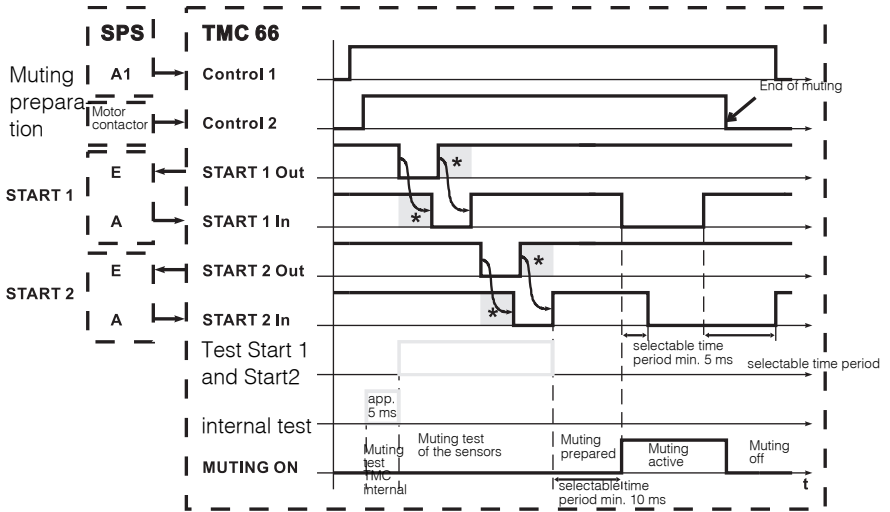 SPS
TMC 66
Muting
prepara-
tion
A1
Control 1
Motor
contactor
Control 2
End of muting
START 1
E
START 1 Out
*
A
START 1 In
*
START 2
E
START 2 Out
*
A
START 2 In
*
selectable time
period min. 5 ms
selectable time period
Test Start 1
and Start2
app.
5 ms
internal test
Muting
test
TMC
internal
Muting test
of the sensors
Muting
prepared
Muting
active
Muting
off
MUTING ON
t
selectable time
period min. 10 ms